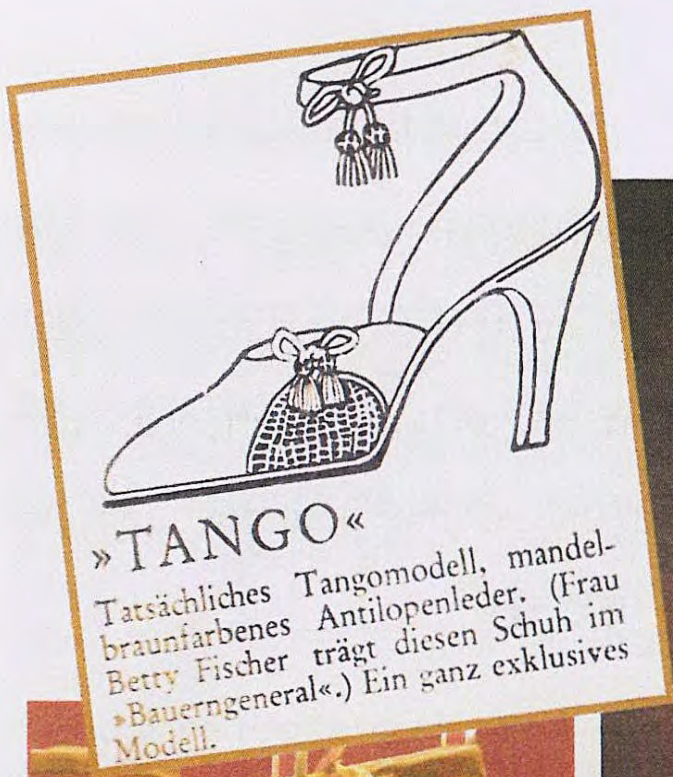 »TANGO«
Tatsächliches Tangomodell, mandel-
braunfarbenes Antilopenleder. (Frau
Betty Fischer trägt diesen Schuh im
»Bauerngeneral«.) Ein ganz exklusives
Modell.